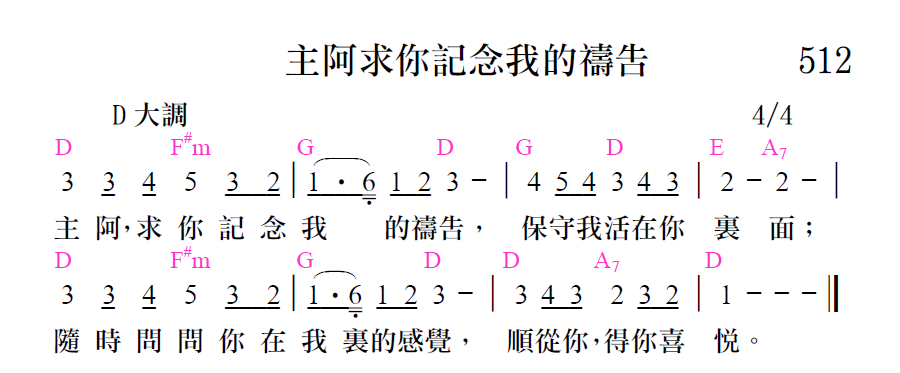 主阿求你記念我的禱告 512
D 大調 4/4
D F#m G D G D E A7
3 3 4 5 3 2 | 1 · 6 1 2 3 − | 4 5 4 3 4 3 | 2 − 2 − |
主阿,求你記念我 的禱告，保守我活在你裏面；
D F#m G D D A7 D
3 3 4 5 3 2 | 1 · 6 1 2 3 − | 3 4 3 2 3 2 | 1 − − − ‖
隨時問問你在我裏的感覺，順從你,得你喜悅。